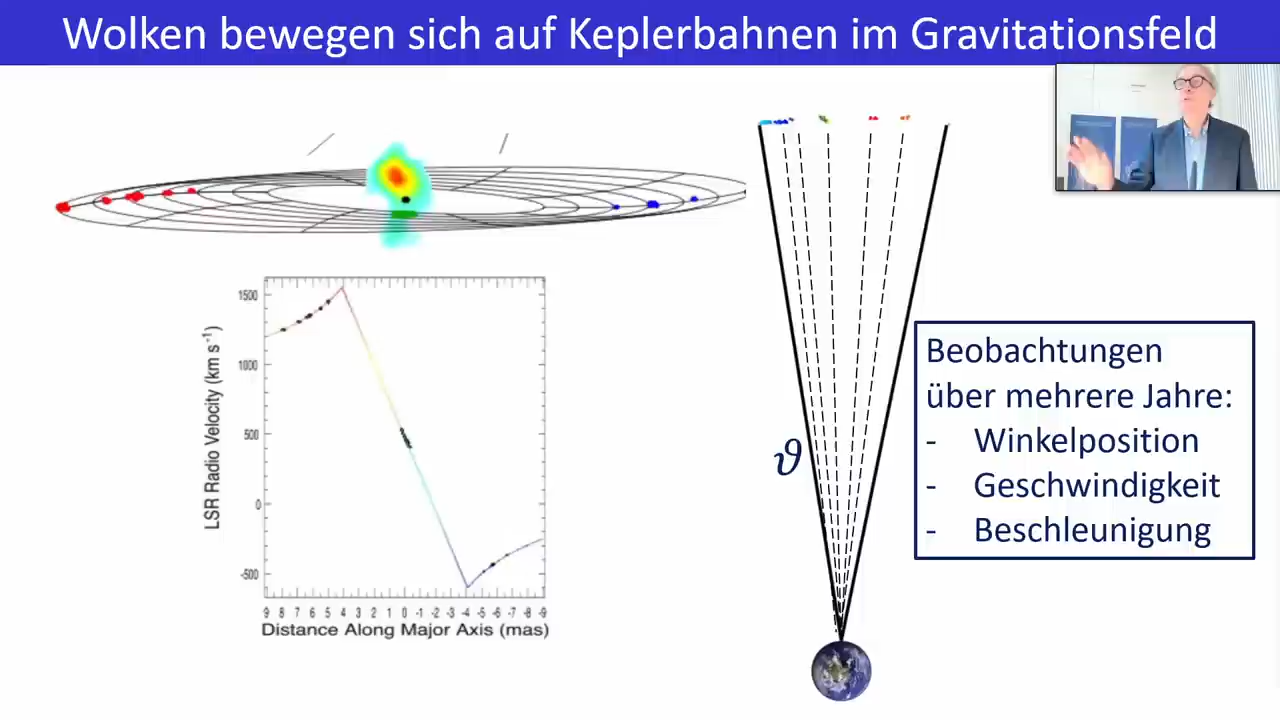 Wolken bewegen sich auf Keplerbahnen im Gravitationsfeld
LSR Radio Velocity (km s⁻¹)
1500
1000
500
0
-500
9 8 7 6 5 4 3 2 1 0 -1 -2 -3 -4 -5 -6 -7 -8 -9
Distance Along Major Axis (mas)
ϑ
Beobachtungen
über mehrere Jahre:
- Winkelposition
- Geschwindigkeit
- Beschleunigung